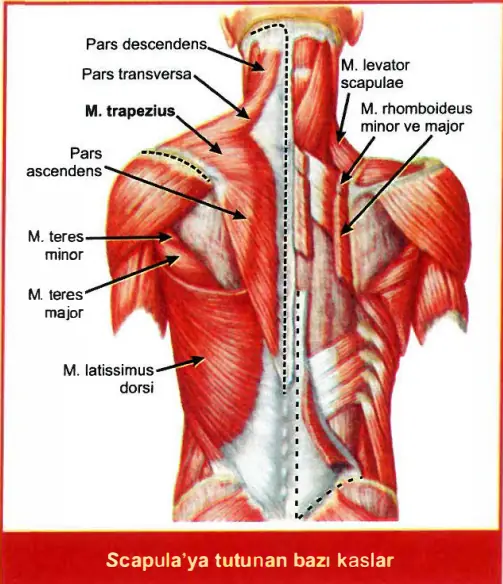 Pars descendens
Pars transversa
M. trapezius
Pars
ascendens
M. teres
minor
M. teres
major
M. latissimus
dorsi
M. levator
scapulae
M. rhomboideus
minor ve major
Scapula'ya tutunan bazı kaslar